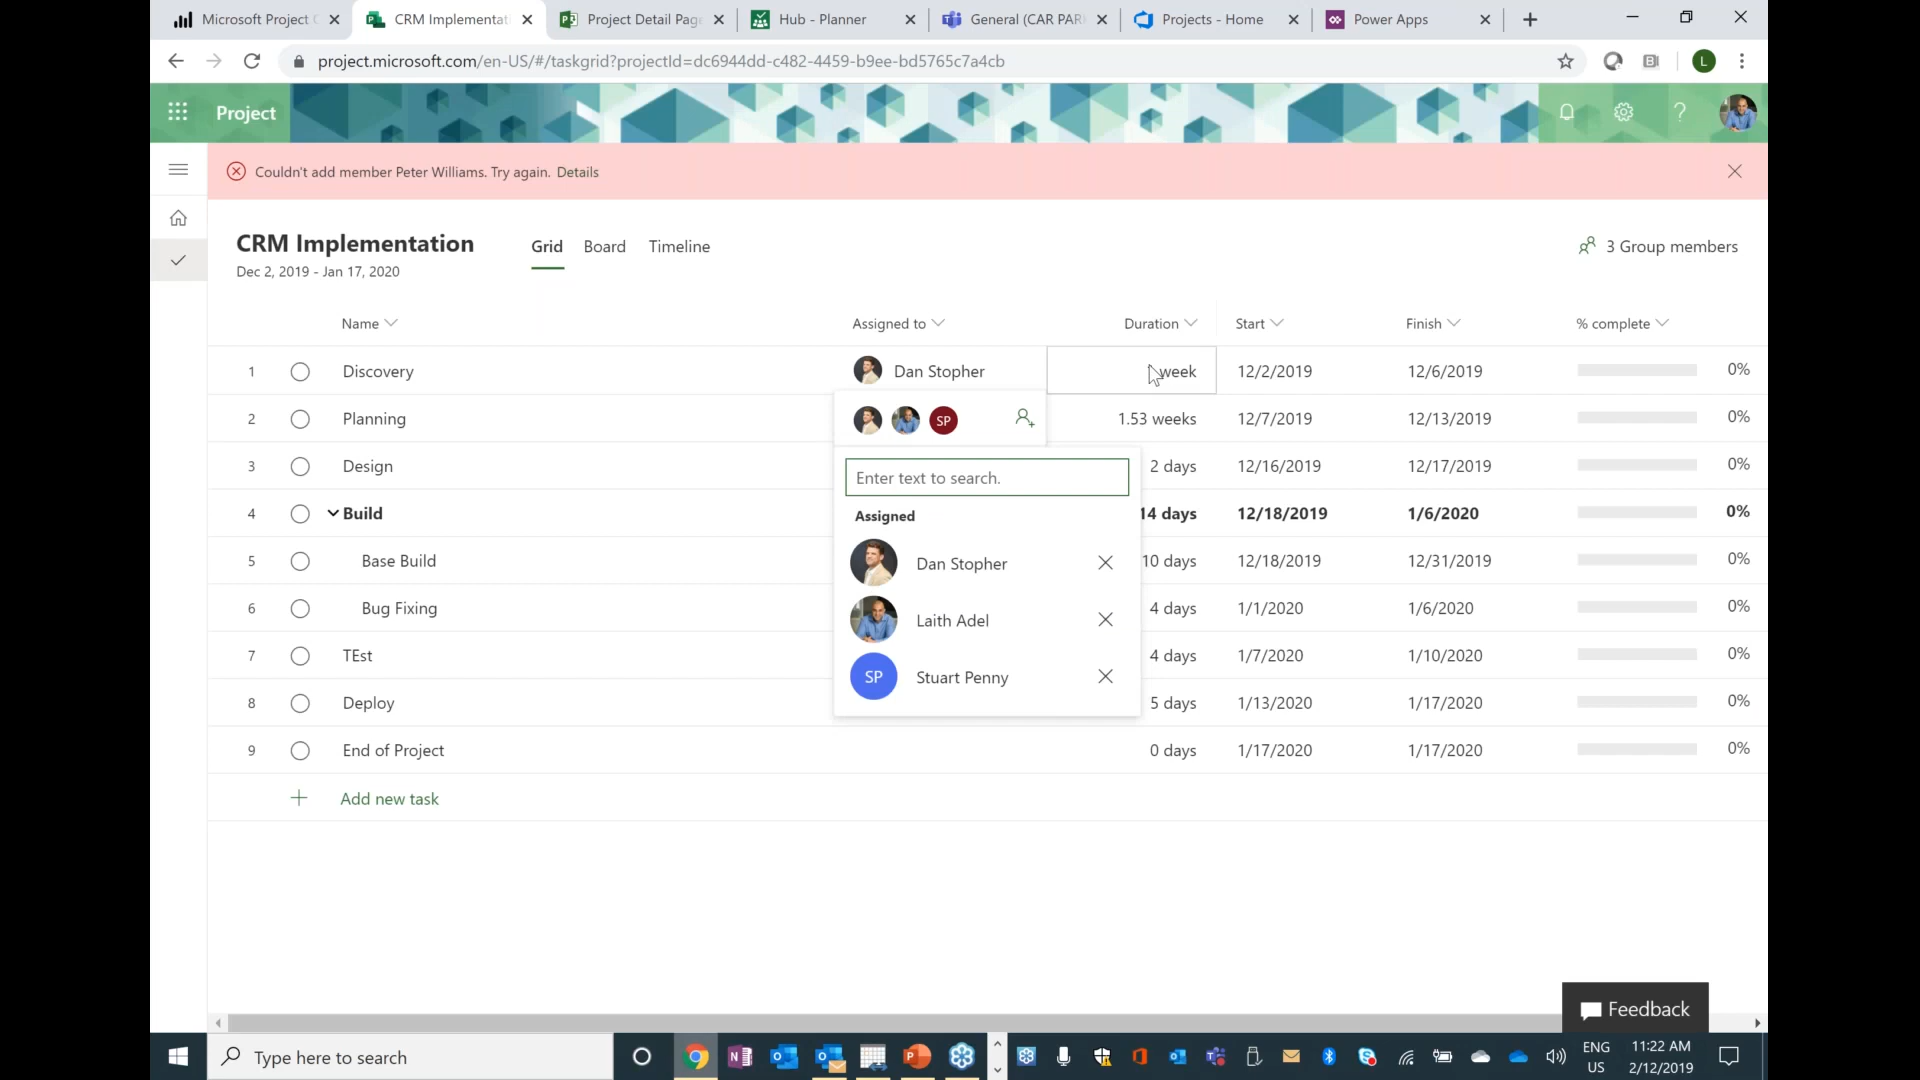 Microsoft Project
CRM Implementat
Project Detail Page
Hub - Planner
General (CAR PARK
Projects - Home
Power Apps
project.microsoft.com/en-US/#/taskgrid?projectId=dc6944dd-c482-4459-b9ee-bd5765c7a4cb
L
Project
Couldn't add member Peter Williams. Try again. Details
CRM Implementation
Dec 2, 2019 - Jan 17, 2020
Grid Board Timeline
3 Group members
Name Assigned to Duration Start Finish % complete
1 Discovery Dan Stopher week 12/2/2019 12/6/2019 0%
2 Planning SP 1.53 weeks 12/7/2019 12/13/2019 0%
3 Design 2 days 12/16/2019 12/17/2019 0%
Enter text to search.
4 Build 14 days 12/18/2019 1/6/2020 0%
Assigned
5 Base Build 10 days 12/18/2019 12/31/2019 0%
Dan Stopher
6 Bug Fixing 4 days 1/1/2020 1/6/2020 0%
Laith Adel
7 TEst 4 days 1/7/2020 1/10/2020 0%
SP Stuart Penny
8 Deploy 5 days 1/13/2020 1/17/2020 0%
9 End of Project 0 days 1/17/2020 1/17/2020 0%
Add new task
Feedback
Type here to search
ENG
US
11:22 AM
2/12/2019